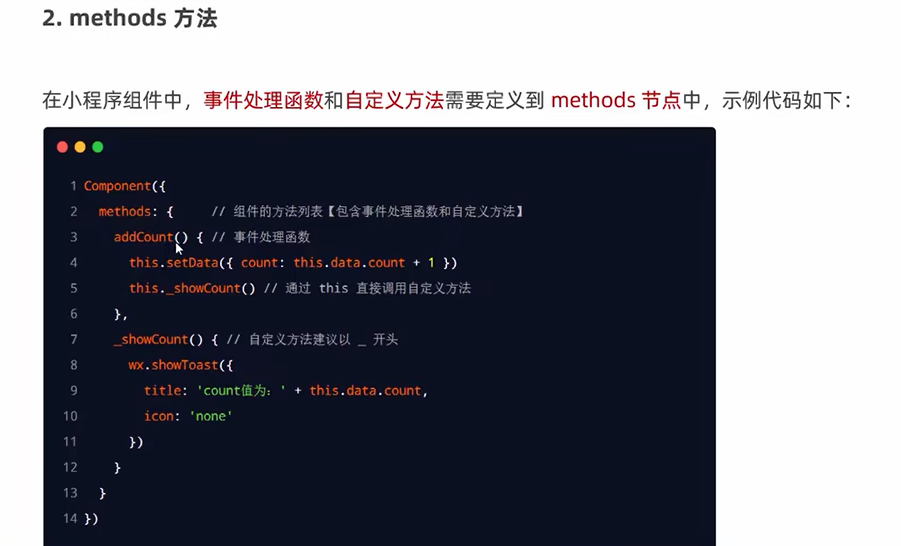 2. methods 方法
在小程序组件中，事件处理函数和自定义方法需要定义到 methods 节点中，示例代码如下：
1 Component({
2   methods: {     // 组件的方法列表【包含事件处理函数和自定义方法】
3     addCount() { // 事件处理函数
4       this.setData({ count: this.data.count + 1 })
5       this._showCount() // 通过 this 直接调用自定义方法
6     },
7     _showCount() { // 自定义方法建议以 _ 开头
8       wx.showToast({
9         title: 'count值为：' + this.data.count,
10         icon: 'none'
11       })
12     }
13   }
14 })